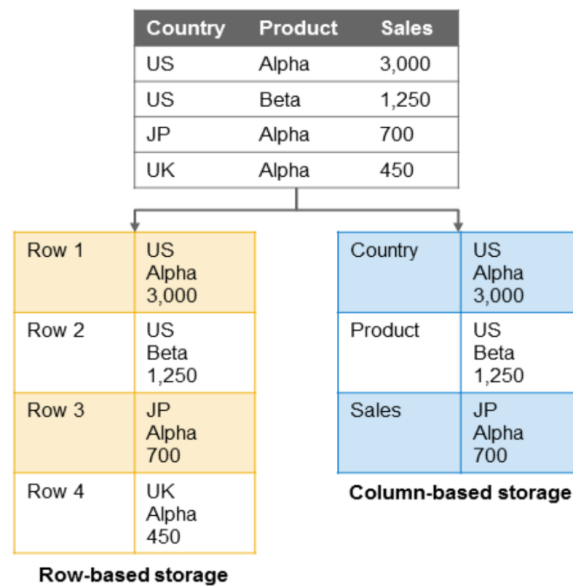 Country Product Sales
US Alpha 3,000
US Beta 1,250
JP Alpha 700
UK Alpha 450
Row 1
US
Alpha
3,000
Row 2
US
Beta
1,250
Row 3
JP
Alpha
700
Row 4
UK
Alpha
450
Row-based storage
Country
US
Alpha
3,000
Product
US
Beta
1,250
Sales
JP
Alpha
700
Column-based storage